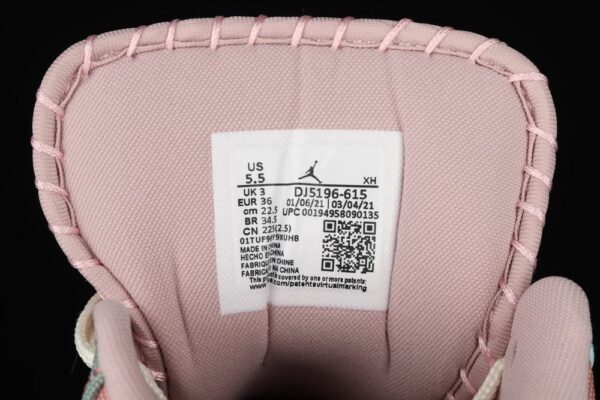 US
5.5 XH
UK 3 DJ5196-615
EUR 36 01/06/21 03/04/21
cm 22.5 UPC 00194958090135
BR 34.5
CN 225(2.5)
MADE IN CHINA
HECHO EN CHINA
FABRIQUE EN CHINE
FABRICADO NA CHINA
This product is covered by one or more patents:
www.com/patentsvirtualmarking